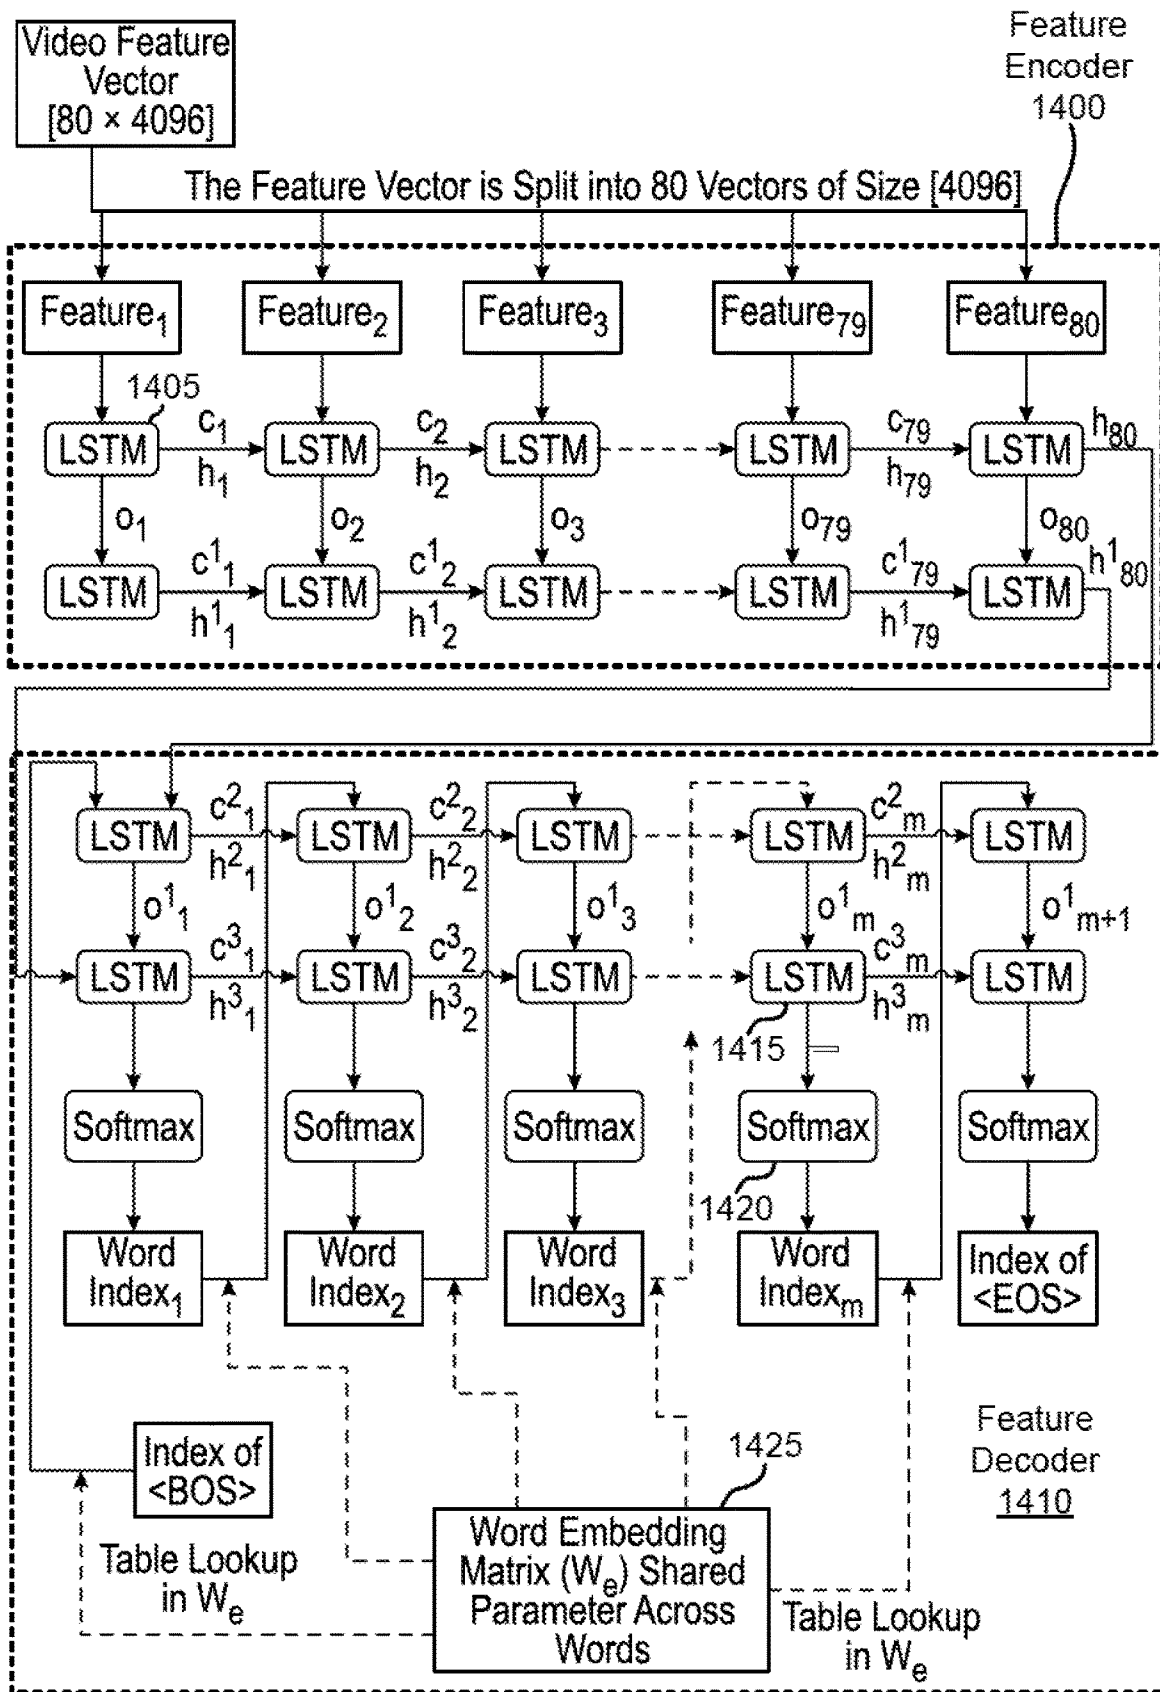 Video Feature
Vector
[80 × 4096]
Feature
Encoder
1400
The Feature Vector is Split into 80 Vectors of Size [4096]
Feature₁ Feature₂ Feature₃ Feature₇₉ Feature₈₀
1405
LSTM c₁ LSTM c₂ LSTM LSTM c₇₉ LSTM h₈₀
h₁ h₂ h₇₉
o₁ o₂ o₃ o₇₉ o₈₀
LSTM c¹₁ LSTM c¹₂ LSTM LSTM c¹₇₉ LSTM h¹₈₀
h¹₁ h¹₂ h¹₇₉
LSTM c²₁ LSTM c²₂ LSTM LSTM c²ₘ LSTM
h²₁ h²₂ h²ₘ
o¹₁ o¹₂ o¹₃ o¹ₘ o¹ₘ₊₁
LSTM c³₁ LSTM c³₂ LSTM LSTM c³ₘ LSTM
h³₁ h³₂ h³ₘ
1415
Softmax Softmax Softmax Softmax Softmax
1420
Word Word Word Word Index of
Index₁ Index₂ Index₃ Indexₘ <EOS>
Index of
<BOS>
1425
Feature
Decoder
1410
Table Lookup
in Wₑ
Word Embedding
Matrix (Wₑ) Shared
Parameter Across
Words
Table Lookup
in Wₑ